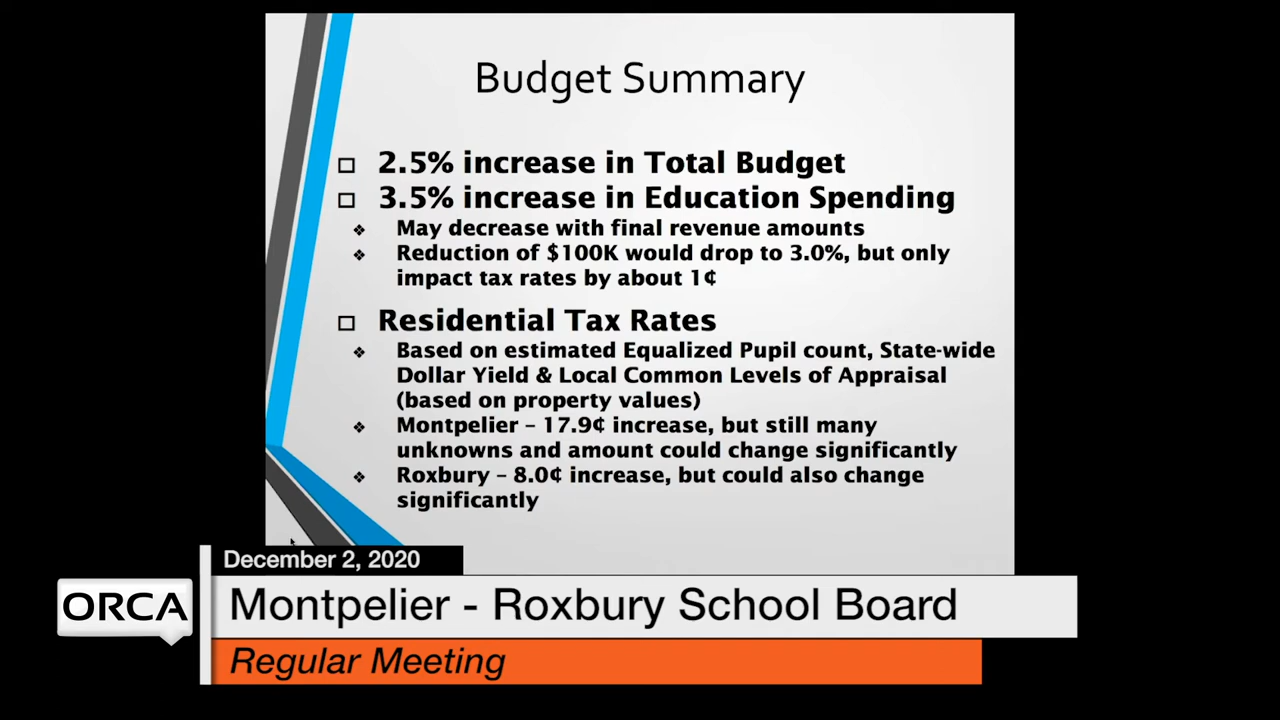 Budget Summary
2.5% increase in Total Budget
3.5% increase in Education Spending
May decrease with final revenue amounts
Reduction of $100K would drop to 3.0%, but only
impact tax rates by about 1¢
Residential Tax Rates
Based on estimated Equalized Pupil count, State-wide
Dollar Yield & Local Common Levels of Appraisal
(based on property values)
Montpelier – 17.9¢ increase, but still many
unknowns and amount could change significantly
Roxbury – 8.0¢ increase, but could also change
significantly
December 2, 2020
ORCA
Montpelier - Roxbury School Board
Regular Meeting